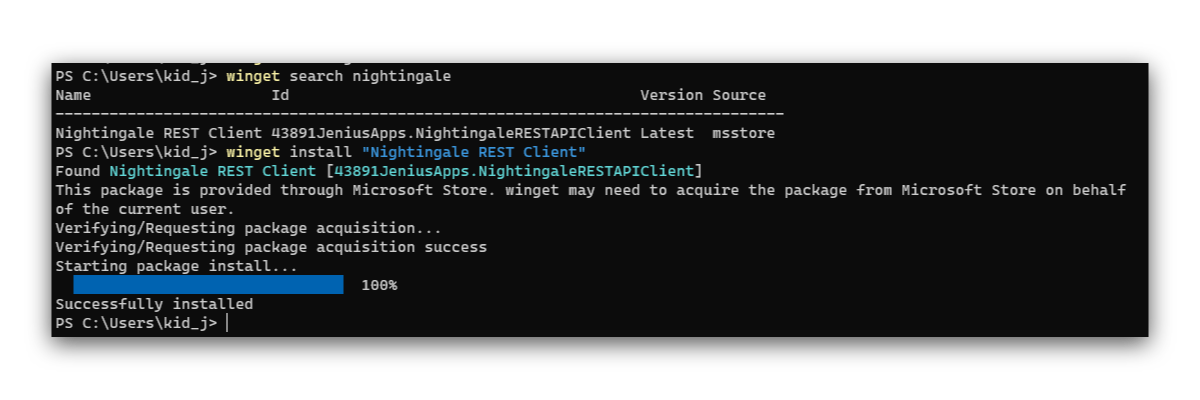 PS C:\Users\kid_j> winget search nightingale
Name Id Version Source
-----------------------------------------------------------------------------------
Nightingale REST Client 43891JeniusApps.NightingaleRESTAPIClient Latest msstore
PS C:\Users\kid_j> winget install "Nightingale REST Client"
Found Nightingale REST Client [43891JeniusApps.NightingaleRESTAPIClient]
This package is provided through Microsoft Store. winget may need to acquire the package from Microsoft Store on behalf
of the current user.
Verifying/Requesting package acquisition...
Verifying/Requesting package acquisition success
Starting package install...
100%
Successfully installed
PS C:\Users\kid_j>